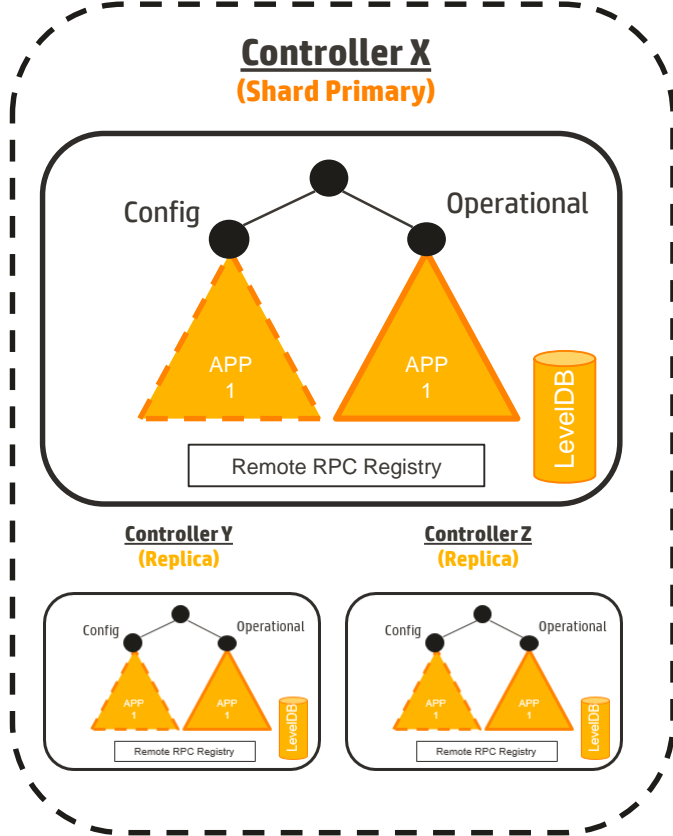 Controller X
(Shard Primary)
Config
Operational
APP
1
APP
1
LevelDB
Remote RPC Registry
Controller Y
(Replica)
Config
Operational
APP
1
APP
1
LevelDB
Remote RPC Registry
Controller Z
(Replica)
Config
Operational
APP
1
APP
1
LevelDB
Remote RPC Registry